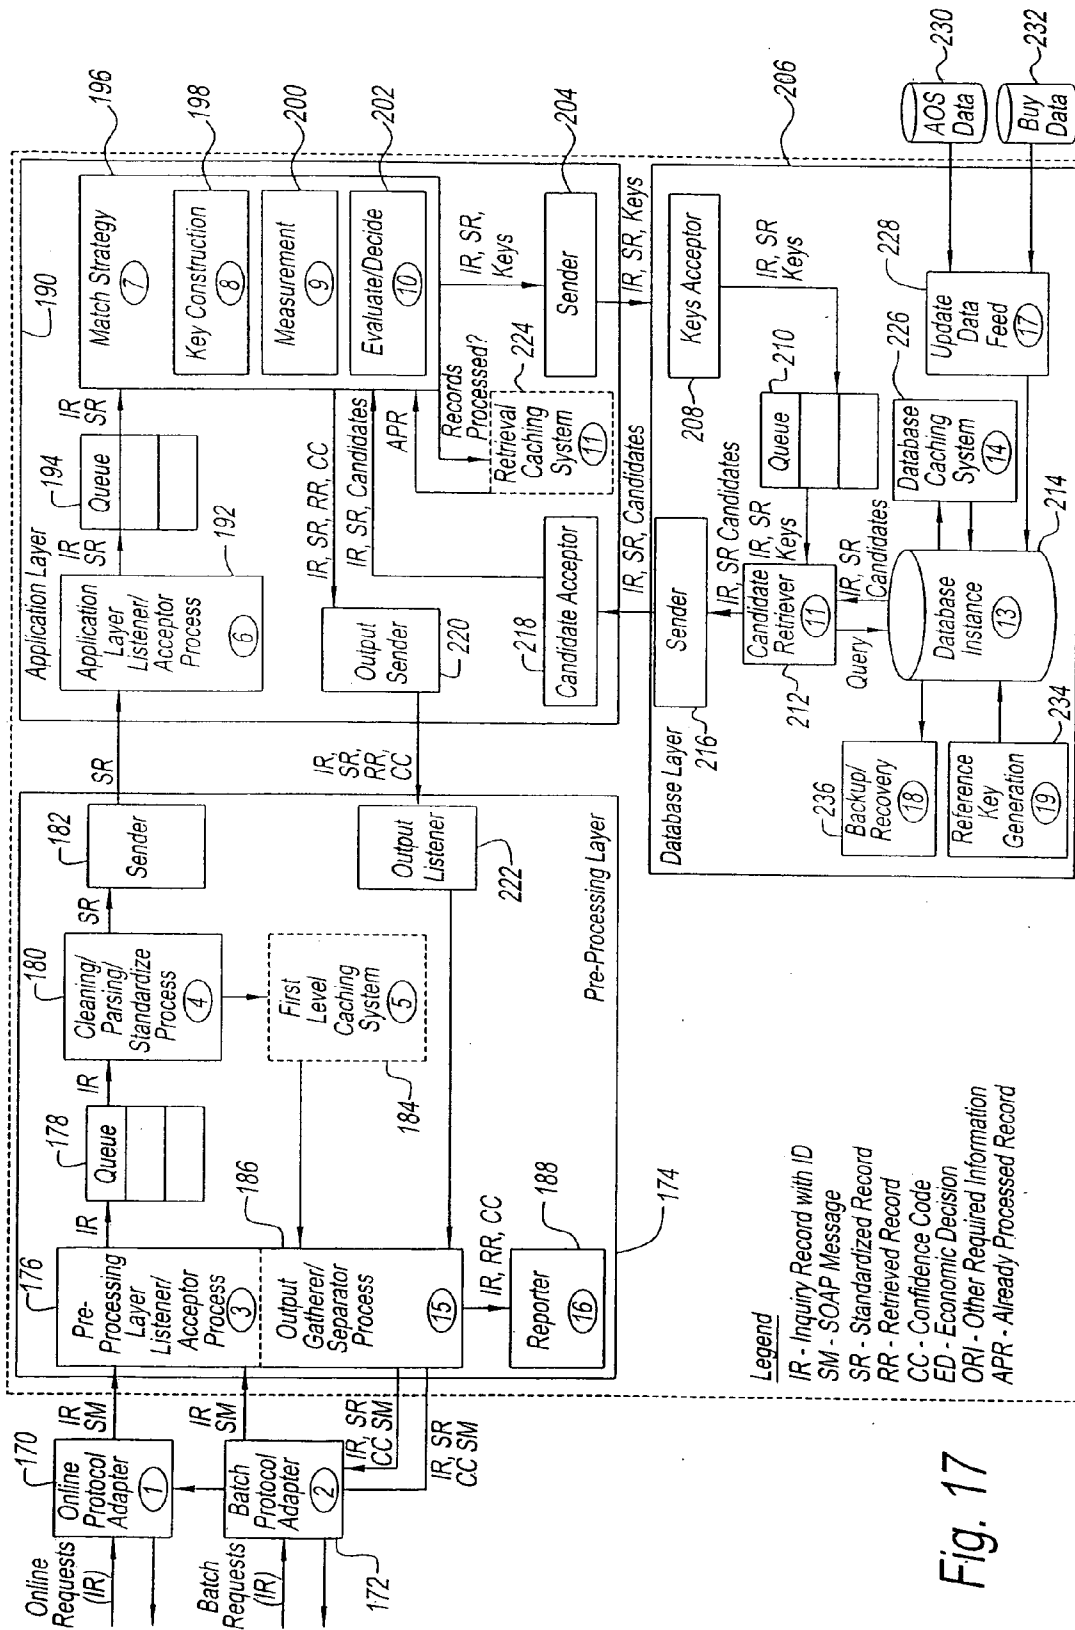 Online
Requests
(IR)
170
Online
Protocol
Adapter
1
IR
SM
Batch
Requests
(IR)
172
Batch
Protocol
Adapter
2
IR
SM
IR, SR
CC SM
IR, SR
CC SM
176
Pre-
Processing
Layer
Listener/
Acceptor
Process
3
186
Output
Gatherer/
Separator
Process
15
IR, RR, CC
188
Reporter
16
174
IR
178
Queue
IR
180
Cleaning/
Parsing/
Standardize
Process
4
SR
First
Level
Caching
System
5
184
182
Sender
SR
Output
Listener
222
Pre-Processing Layer
IR,
SR,
RR,
CC
190
Application Layer
Application
Layer
Listener/
Acceptor
Process
6
192
IR
SR
194
Queue
IR
SR
196
Match Strategy
7
198
Key Construction
8
200
Measurement
9
202
Evaluate/Decide
10
IR, SR, RR, CC
IR, SR, Candidates
APR
Records
Processed?
224
Retrieval
Caching
System
11
IR, SR,
Keys
204
Sender
IR, SR, Keys
Output
Sender
220
218
Candidate Acceptor
IR, SR, Candidates
206
Database Layer
216
Sender
IR, SR Candidates
208
Keys Acceptor
IR, SR
Keys
210
Queue
IR, SR
Keys
Candidate
Retriever
11
212
Query
IR, SR
Candidates
Database
Instance
13
214
226
Database
Caching
System
14
228
Update
Data
Feed
17
AOS
Data
230
Buy
Data
232
236
Backup/
Recovery
18
234
Reference
Key
Generation
19
Legend
IR - Inquiry Record with ID
SM - SOAP Message
SR - Standardized Record
RR - Retrieved Record
CC - Confidence Code
ED - Economic Decision
ORI - Other Required Information
APR - Already Processed Record
Fig. 17